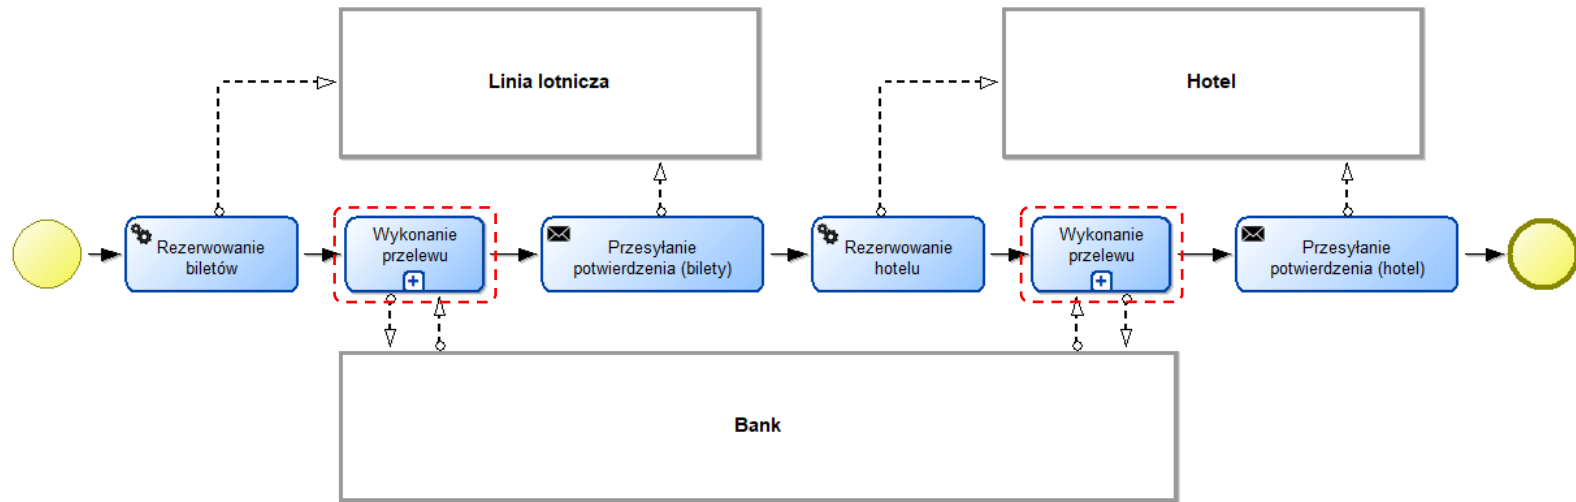 Linia lotnicza
Hotel
Rezerwowanie
biletów
Wykonanie
przelewu
Przesyłanie
potwierdzenia (bilety)
Rezerwowanie
hotelu
Wykonanie
przelewu
Przesyłanie
potwierdzenia (hotel)
Bank